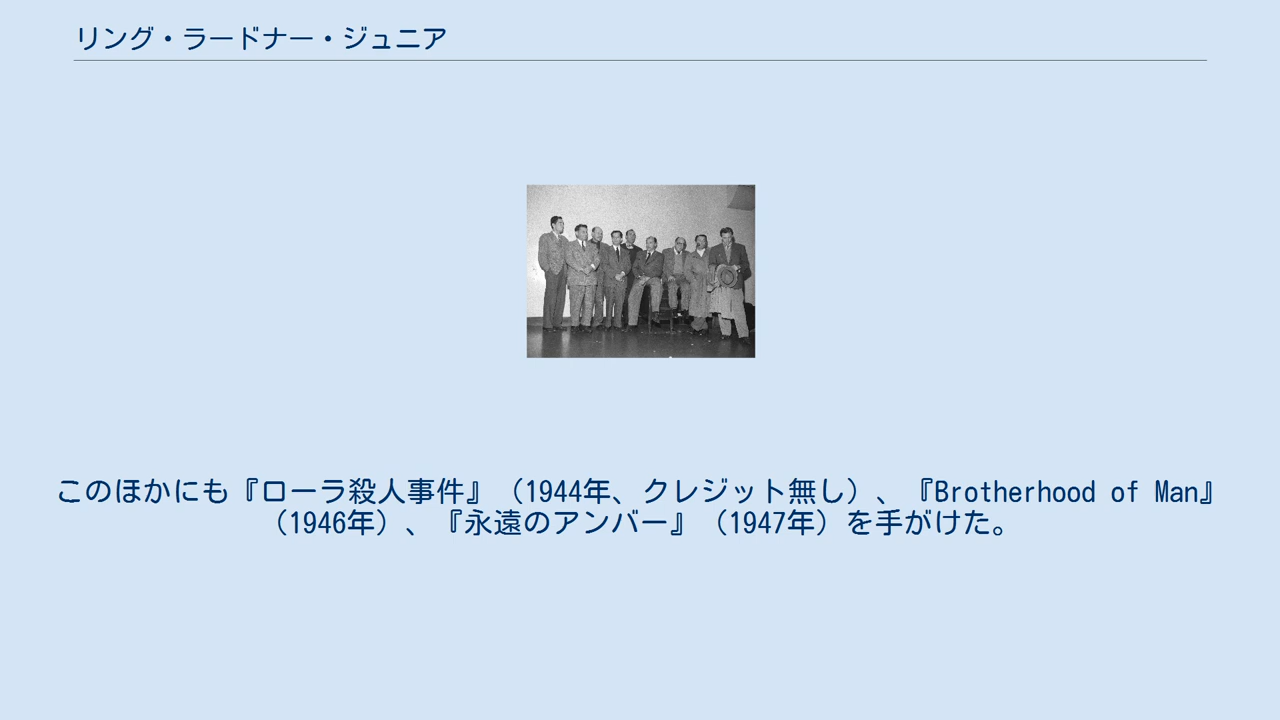 リング・ラードナー・ジュニア
このほかにも『ローラ殺人事件』（1944年、クレジット無し）、『Brotherhood of Man』
（1946年）、『永遠のアンバー』（1947年）を手がけた。